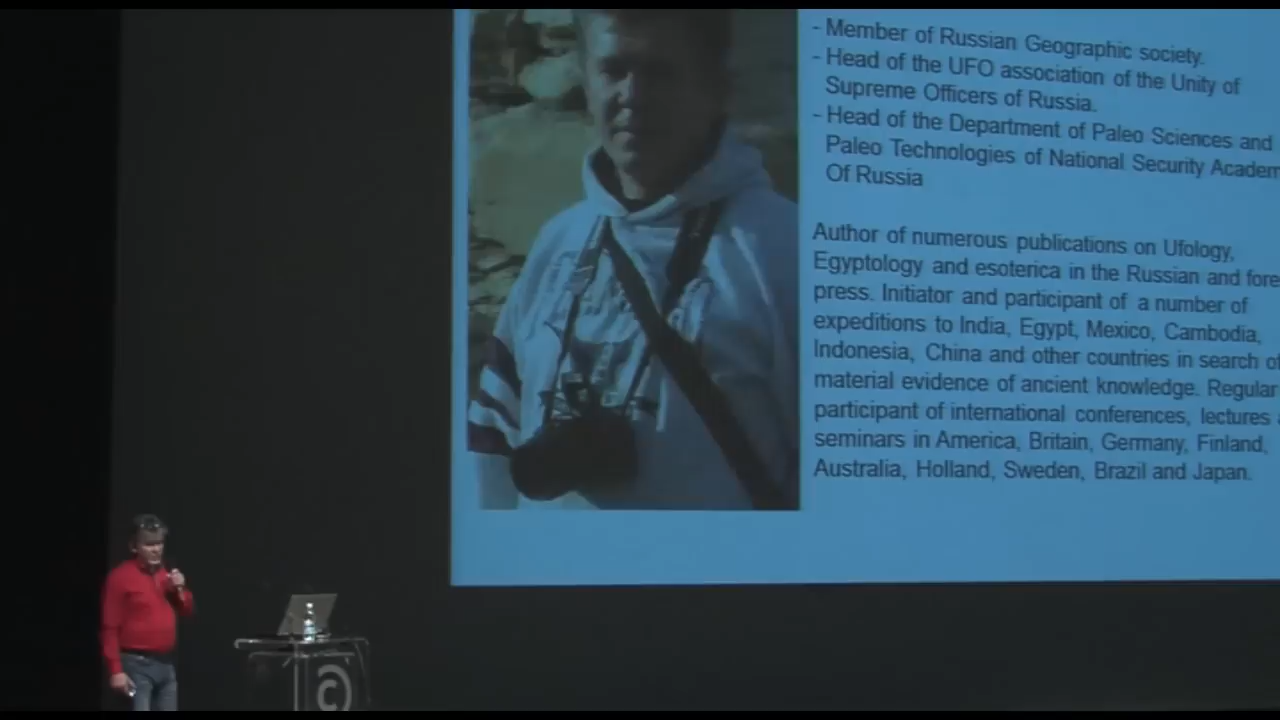 - Member of Russian Geographic society.
- Head of the UFO association of the Unity of
Supreme Officers of Russia.
- Head of the Department of Paleo Sciences and
Paleo Technologies of National Security Academ
Of Russia
Author of numerous publications on Ufology,
Egyptology and esoterica in the Russian and fore
press. Initiator and participant of a number of
expeditions to India, Egypt, Mexico, Cambodia,
Indonesia, China and other countries in search of
material evidence of ancient knowledge. Regular
participant of international conferences, lectures
seminars in America, Britain, Germany, Finland,
Australia, Holland, Sweden, Brazil and Japan.